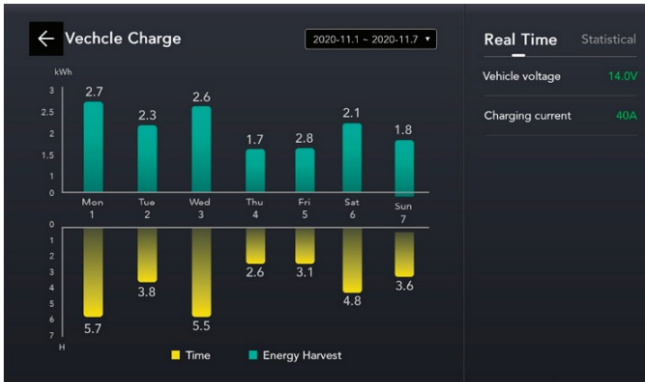 Vechcle Charge
2020-11.1 ~ 2020-11.7
Real Time
Statistical
Vehicle voltage
14.0V
Charging current
40A
kWh
3
2.5
2
1.5
1
0
2.7
2.3
2.6
1.7
2.8
2.1
1.8
Mon
1
Tue
2
Wed
3
Thu
4
Fri
5
Sat
6
Sun
7
0
1
2
3
4
5
6
7
H
5.7
3.8
5.5
2.6
3.1
4.8
3.6
Time
Energy Harvest